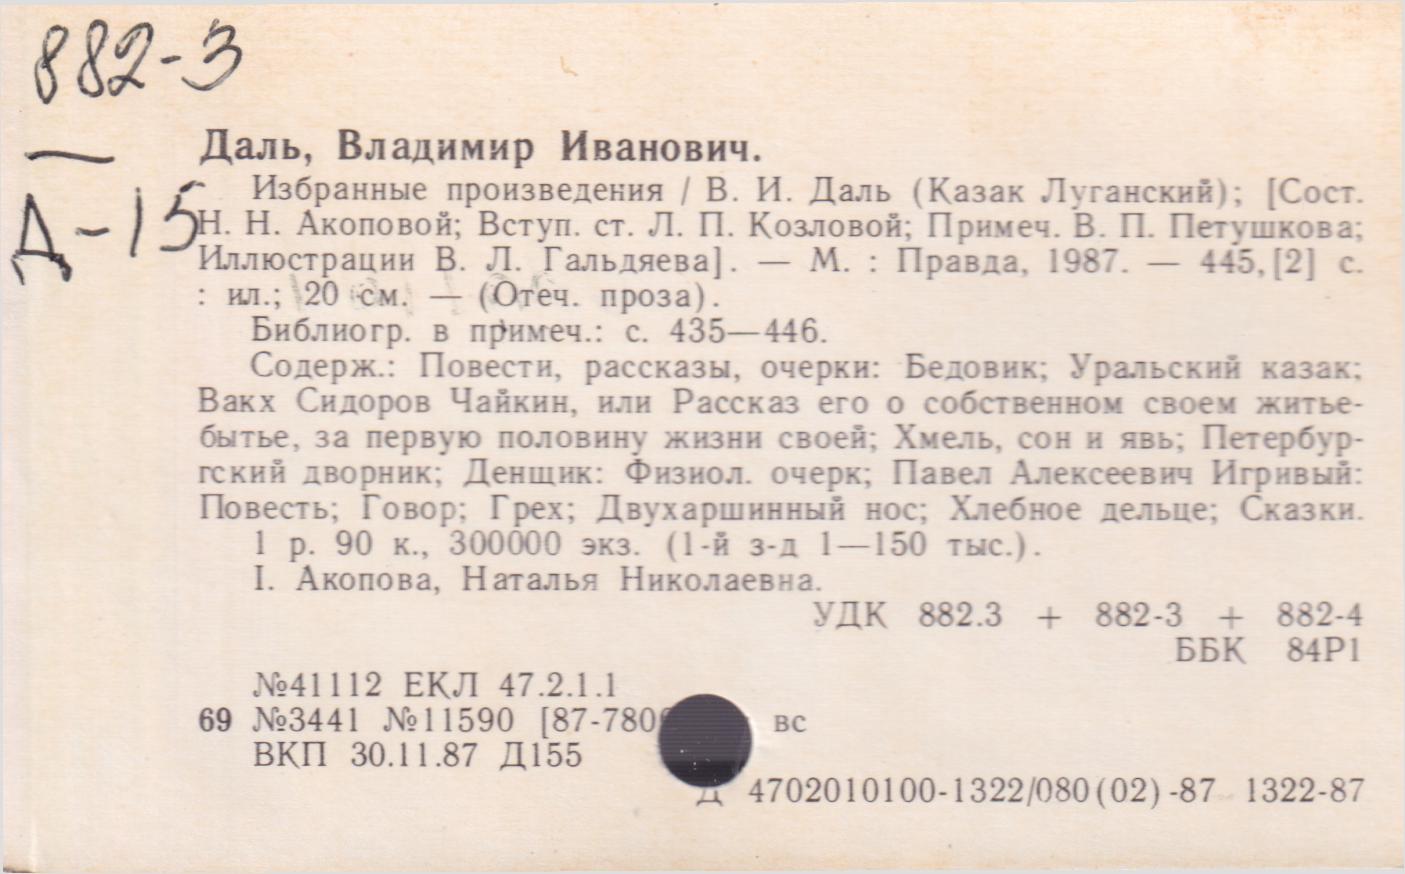 882-3
Д-15
Даль, Владимир Иванович.
Избранные произведения / В. И. Даль (Казак Луганский); [Сост.
Н. Н. Акоповой; Вступ. ст. Л. П. Козловой; Примеч. В. П. Петушкова;
Иллюстрации В. Л. Гальдяева]. — М. : Правда, 1987. — 445, [2] с.
: ил.; 20 см. — (Отеч. проза).
Библиогр. в примеч.: с. 435—446.
Содерж.: Повести, рассказы, очерки: Бедовик; Уральский казак;
Вакх Сидоров Чайкин, или Рассказ его о собственном своем житье-
бытье, за первую половину жизни своей; Хмель, сон и явь; Петербур-
гский дворник; Денщик: Физиол. очерк; Павел Алексеевич Игривый:
Повесть; Говор; Грех; Двухаршинный нос; Хлебное дельце; Сказки.
1 р. 90 к., 300000 экз. (1-й з-д 1—150 тыс.).
I. Акопова, Наталья Николаевна.
УДК 882.3 + 882-3 + 882-4
ББК 84Р1
№41112 ЕКЛ 47.2.1.1
69 №3441 №11590 [87-780 вс
ВКП 30.11.87 Д155
Д 4702010100-1322/080(02)-87 1322-87